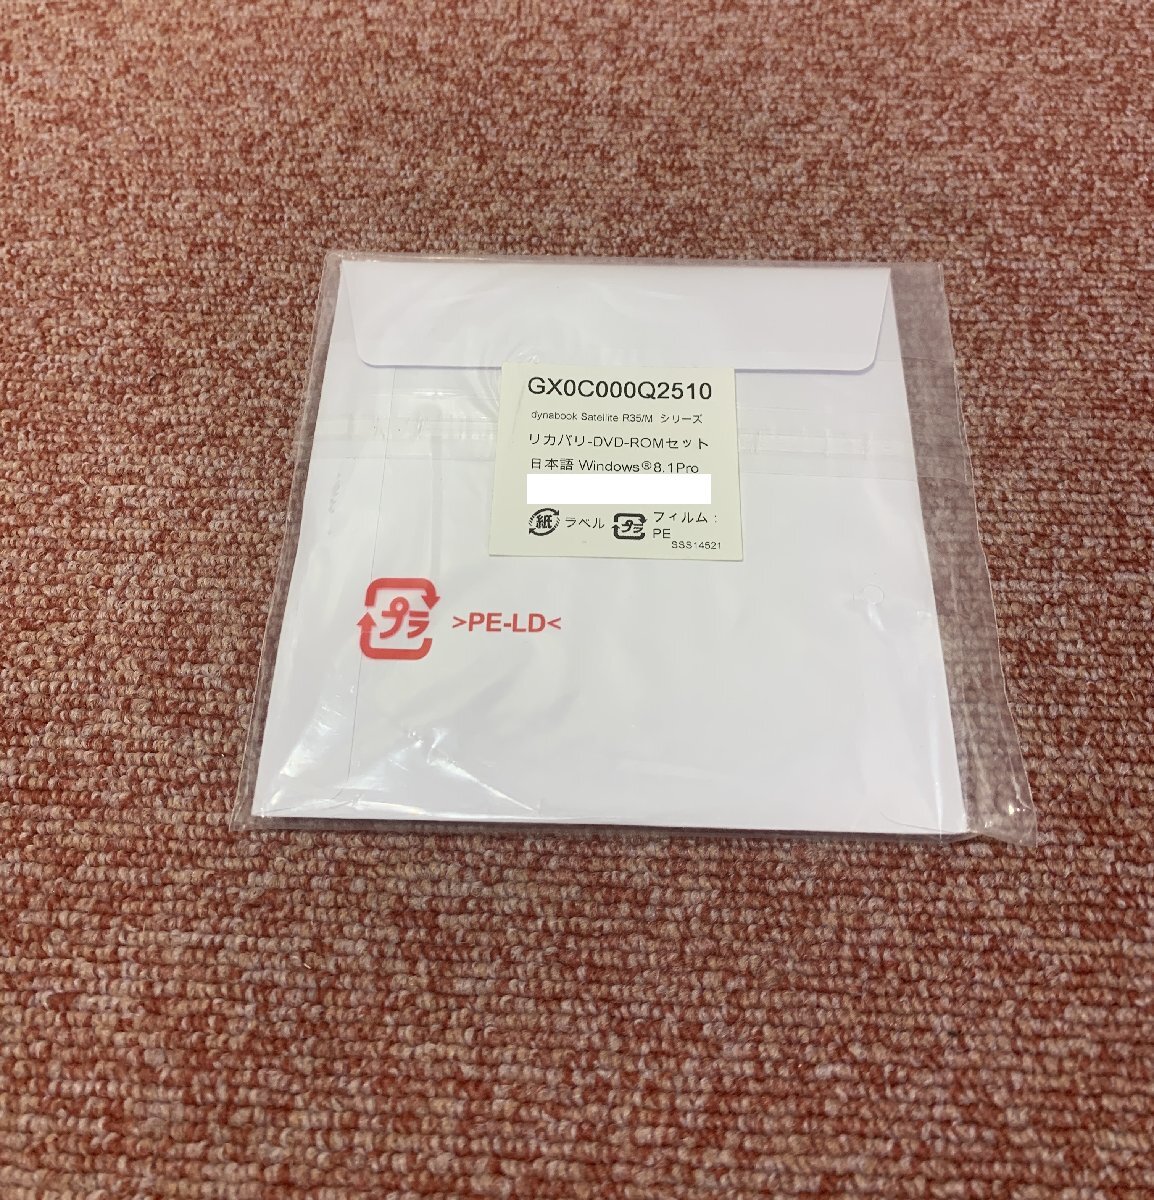 GX0C000Q2510
dynabook Satellite R35/M シリーズ
リカバリ-DVD-ROMセット
日本語 Windows®8.1Pro
紙 ラベル プラ フィルム：
PE
SSS14521
プラ >PE-LD<